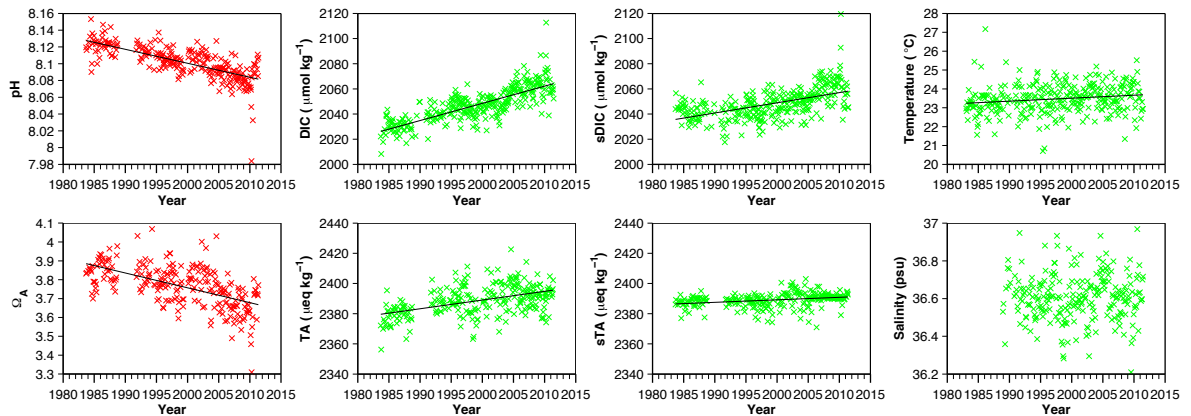 8.16
8.14
8.12
8.1
8.08
8.06
8.04
8.02
8
7.98
pH
1980 1985 1990 1995 2000 2005 2010 2015
Year
2120
2100
2080
2060
2040
2020
2000
DIC ( μmol kg⁻¹)
1980 1985 1990 1995 2000 2005 2010 2015
Year
2120
2100
2080
2060
2040
2020
2000
sDIC ( μmol kg⁻¹)
1980 1985 1990 1995 2000 2005 2010 2015
Year
28
27
26
25
24
23
22
21
20
Temperature ( °C)
1980 1985 1990 1995 2000 2005 2010 2015
Year
4.1
4
3.9
3.8
3.7
3.6
3.5
3.4
3.3
Ω_A
1980 1985 1990 1995 2000 2005 2010 2015
Year
2440
2420
2400
2380
2360
2340
TA ( μeq kg⁻¹)
1980 1985 1990 1995 2000 2005 2010 2015
Year
2440
2420
2400
2380
2360
2340
sTA ( μeq kg⁻¹)
1980 1985 1990 1995 2000 2005 2010 2015
Year
37
36.8
36.6
36.4
36.2
Salinity (psu)
1980 1985 1990 1995 2000 2005 2010 2015
Year